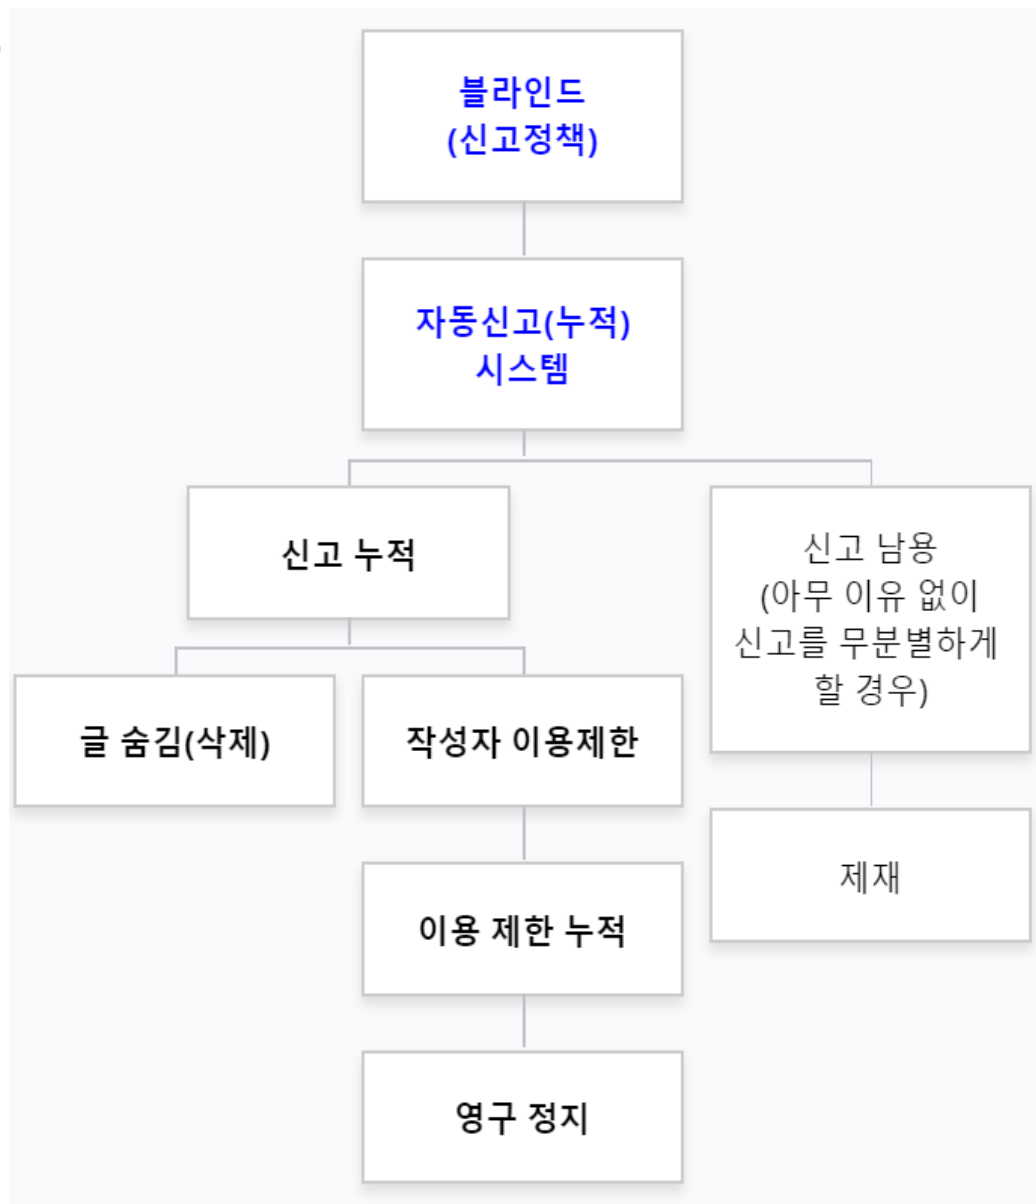 블라인드
(신고정책)
자동신고(누적)
시스템
신고 누적
신고 남용
(아무 이유 없이
신고를 무분별하게
할 경우)
글 숨김(삭제)
작성자 이용제한
제재
이용 제한 누적
영구 정지